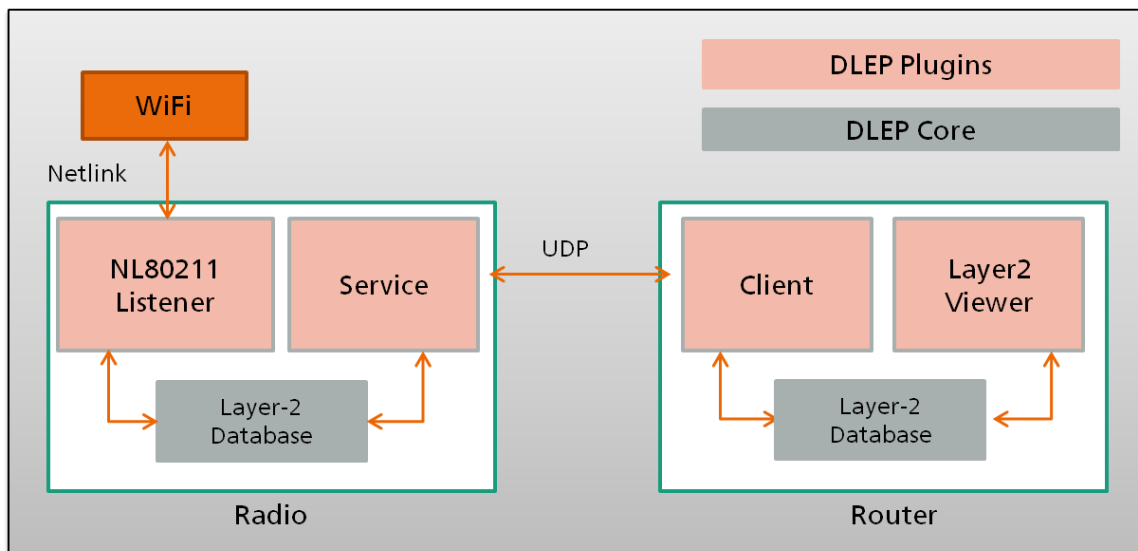 DLEP Plugins
WiFi
DLEP Core
Netlink
NL80211
Listener
Service
UDP
Client
Layer2
Viewer
Layer-2
Database
Layer-2
Database
Radio
Router